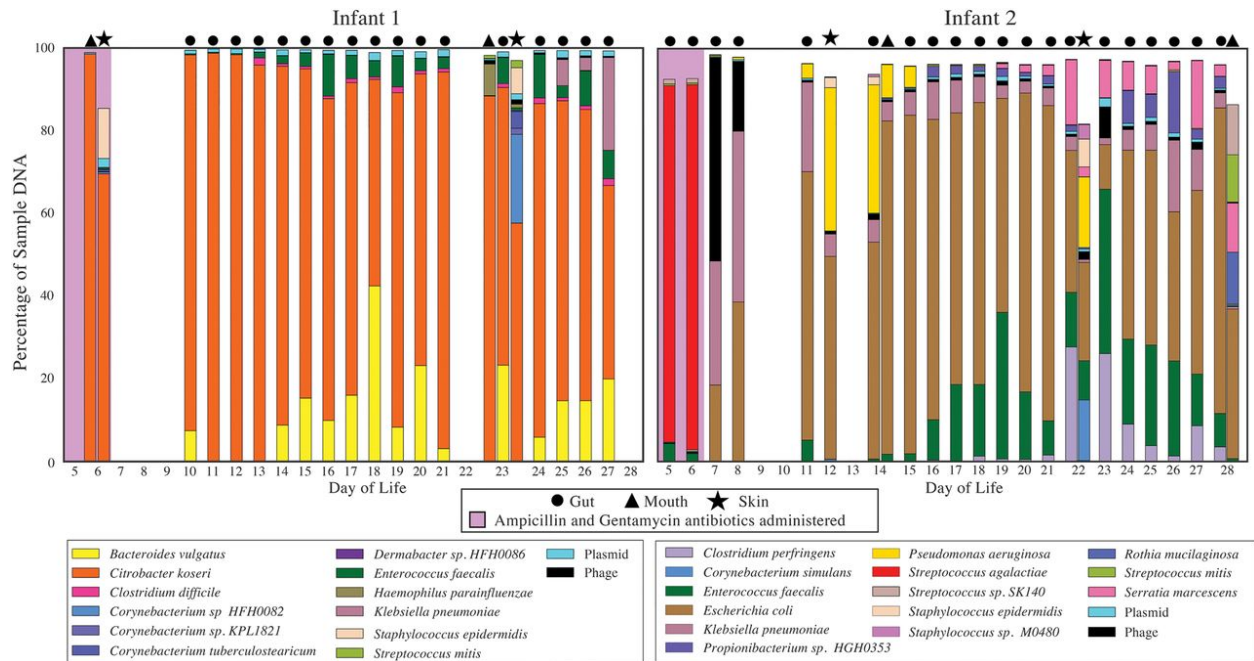 Infant 1 Infant 2
Percentage of Sample DNA
100
80
60
40
20
0
5 6 7 8 9 10 11 12 13 14 15 16 17 18 19 20 21 22 23 24 25 26 27 28
5 6 7 8 9 10 11 12 13 14 15 16 17 18 19 20 21 22 23 24 25 26 27 28
Day of Life Day of Life
Gut Mouth Skin
Ampicillin and Gentamycin antibiotics administered
Bacteroides vulgatus
Citrobacter koseri
Clostridium difficile
Corynebacterium sp HFH0082
Corynebacterium sp. KPL1821
Corynebacterium tuberculostearicum
Dermabacter sp. HFH0086
Enterococcus faecalis
Haemophilus parainfluenzae
Klebsiella pneumoniae
Staphylococcus epidermidis
Streptococcus mitis
Plasmid
Phage
Clostridium perfringens
Corynebacterium simulans
Enterococcus faecalis
Escherichia coli
Klebsiella pneumoniae
Propionibacterium sp. HGH0353
Pseudomonas aeruginosa
Streptococcus agalactiae
Streptococcus sp. SK140
Staphylococcus epidermidis
Staphylococcus sp. M0480
Rothia mucilaginosa
Streptococcus mitis
Serratia marcescens
Plasmid
Phage